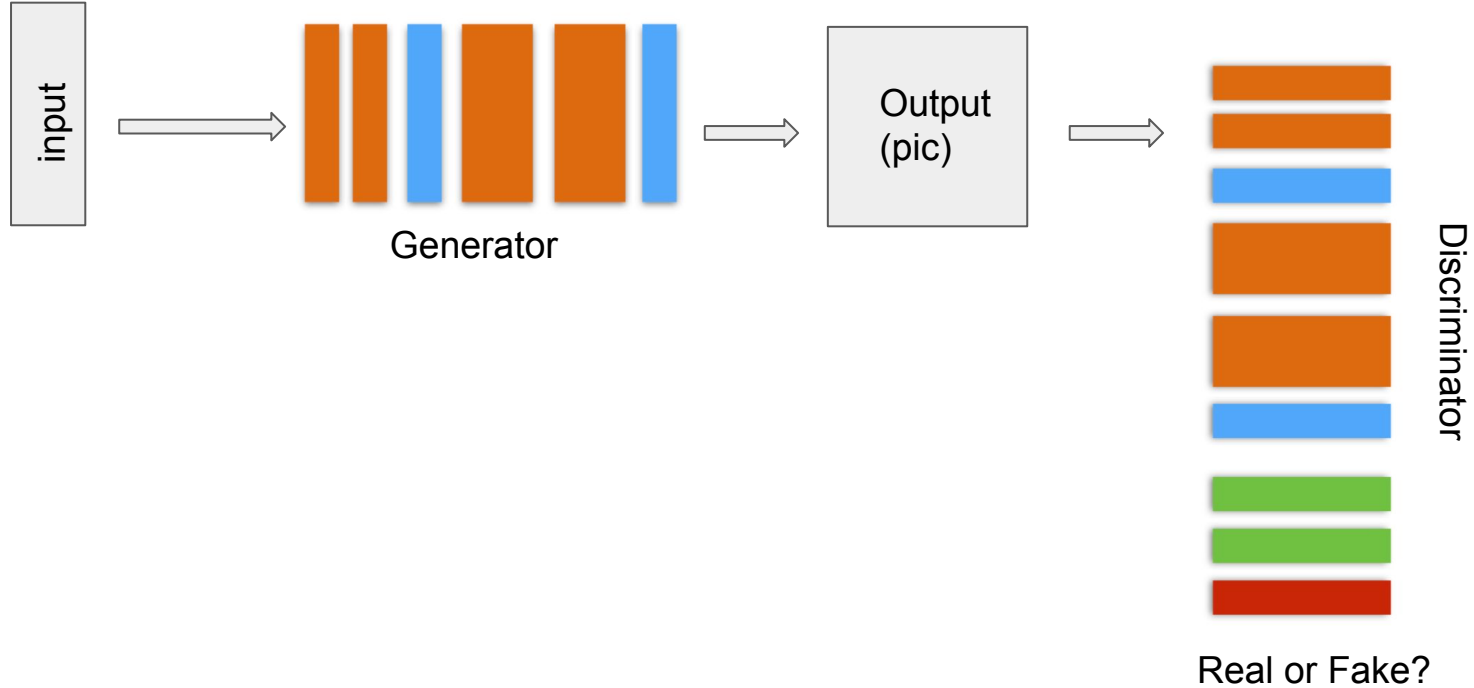 input
Generator
Output
(pic)
Discriminator
Real or Fake?